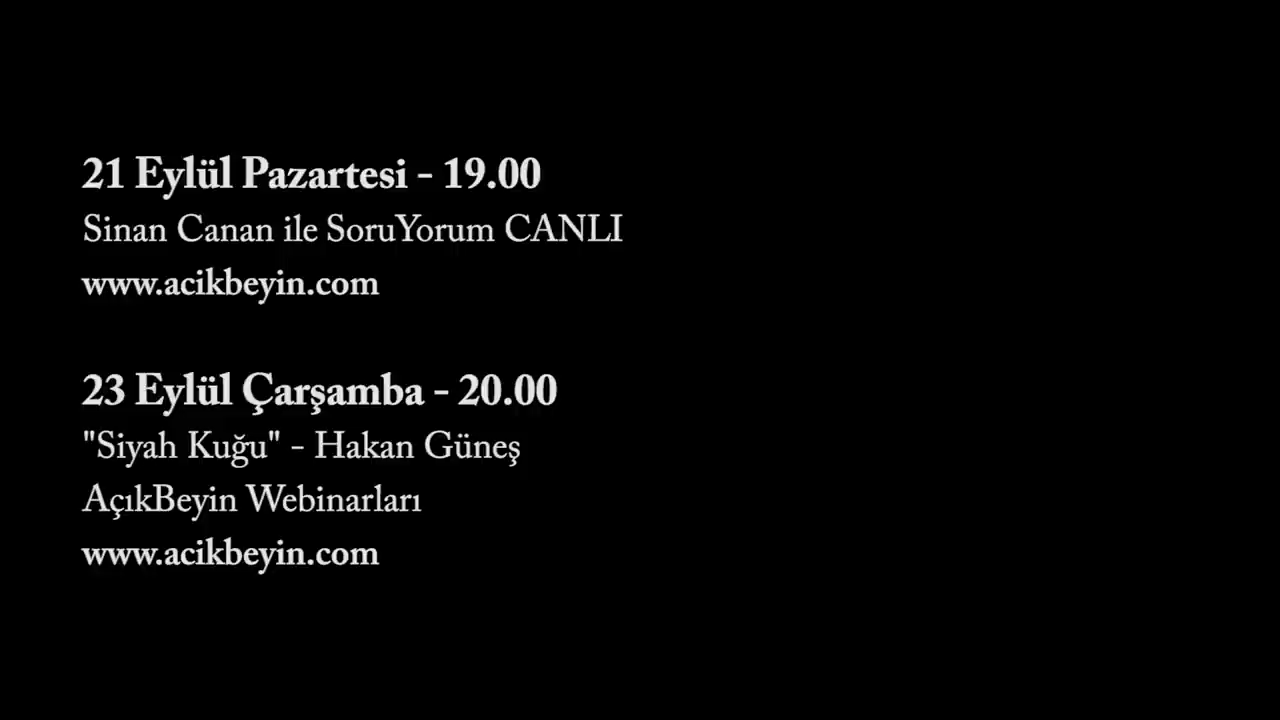 21 Eylül Pazartesi - 19.00
Sinan Canan ile SoruYorum CANLI
www.acikbeyin.com
23 Eylül Çarşamba - 20.00
"Siyah Kuğu" - Hakan Güneş
AçıkBeyin Webinarları
www.acikbeyin.com